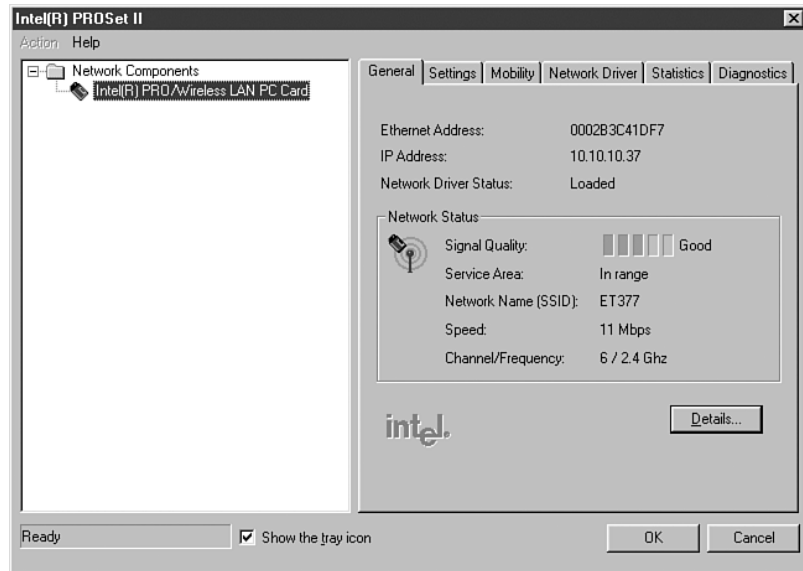 Intel(R) PROSet II
Action Help
Network Components
Intel(R) PRO/Wireless LAN PC Card
General Settings Mobility Network Driver Statistics Diagnostics
Ethernet Address: 0002B3C41DF7
IP Address: 10.10.10.37
Network Driver Status: Loaded
Network Status
Signal Quality: Good
Service Area: In range
Network Name (SSID): ET377
Speed: 11 Mbps
Channel/Frequency: 6 / 2.4 Ghz
intel.
Details...
Ready
Show the tray icon
OK Cancel